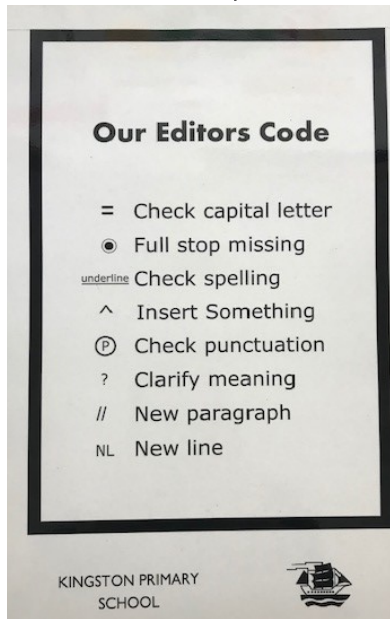 Our Editors Code
= Check capital letter
◉ Full stop missing
underline Check spelling
^ Insert Something
Ⓟ Check punctuation
? Clarify meaning
// New paragraph
NL New line
KINGSTON PRIMARY
SCHOOL